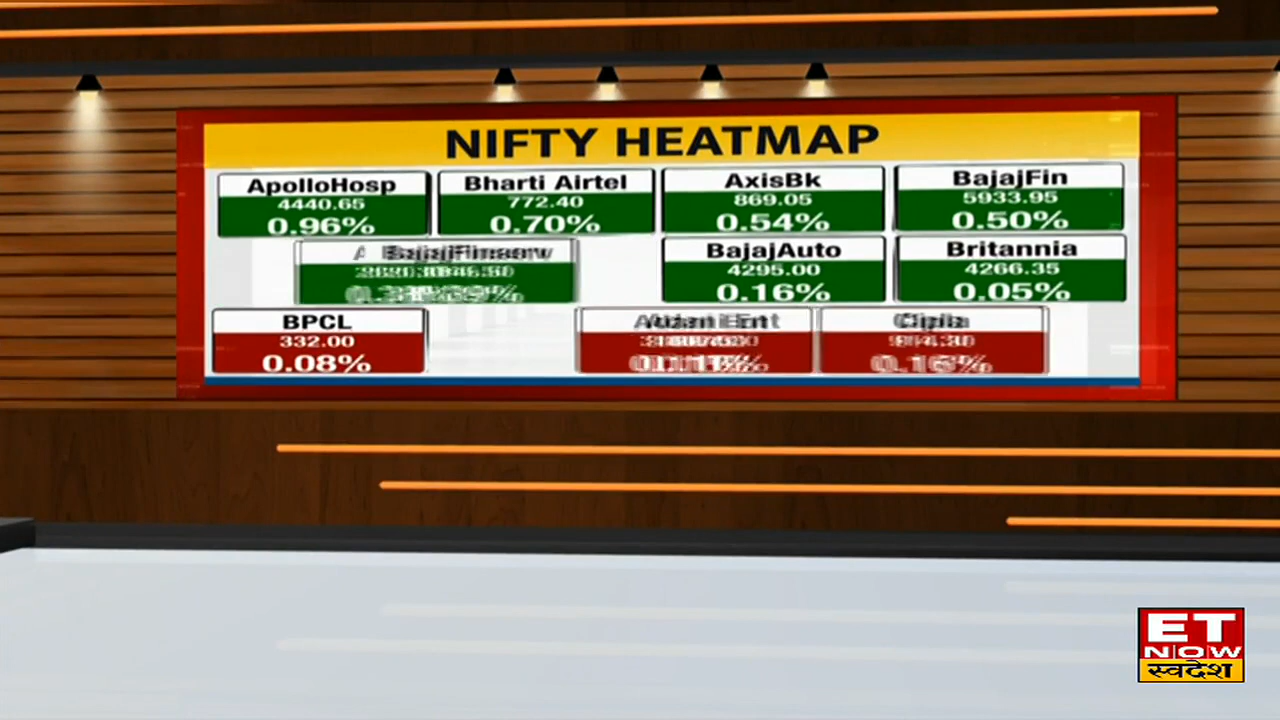 NIFTY HEATMAP
ApolloHosp
4440.65
0.96%
Bharti Airtel
772.40
0.70%
AxisBk
869.05
0.54%
BajajFin
5933.95
0.50%
BajajFinserv
BajajAuto
4295.00
0.16%
Britannia
4266.35
0.05%
BPCL
332.00
0.08%
Cipla
ET
NOW
स्वदेश